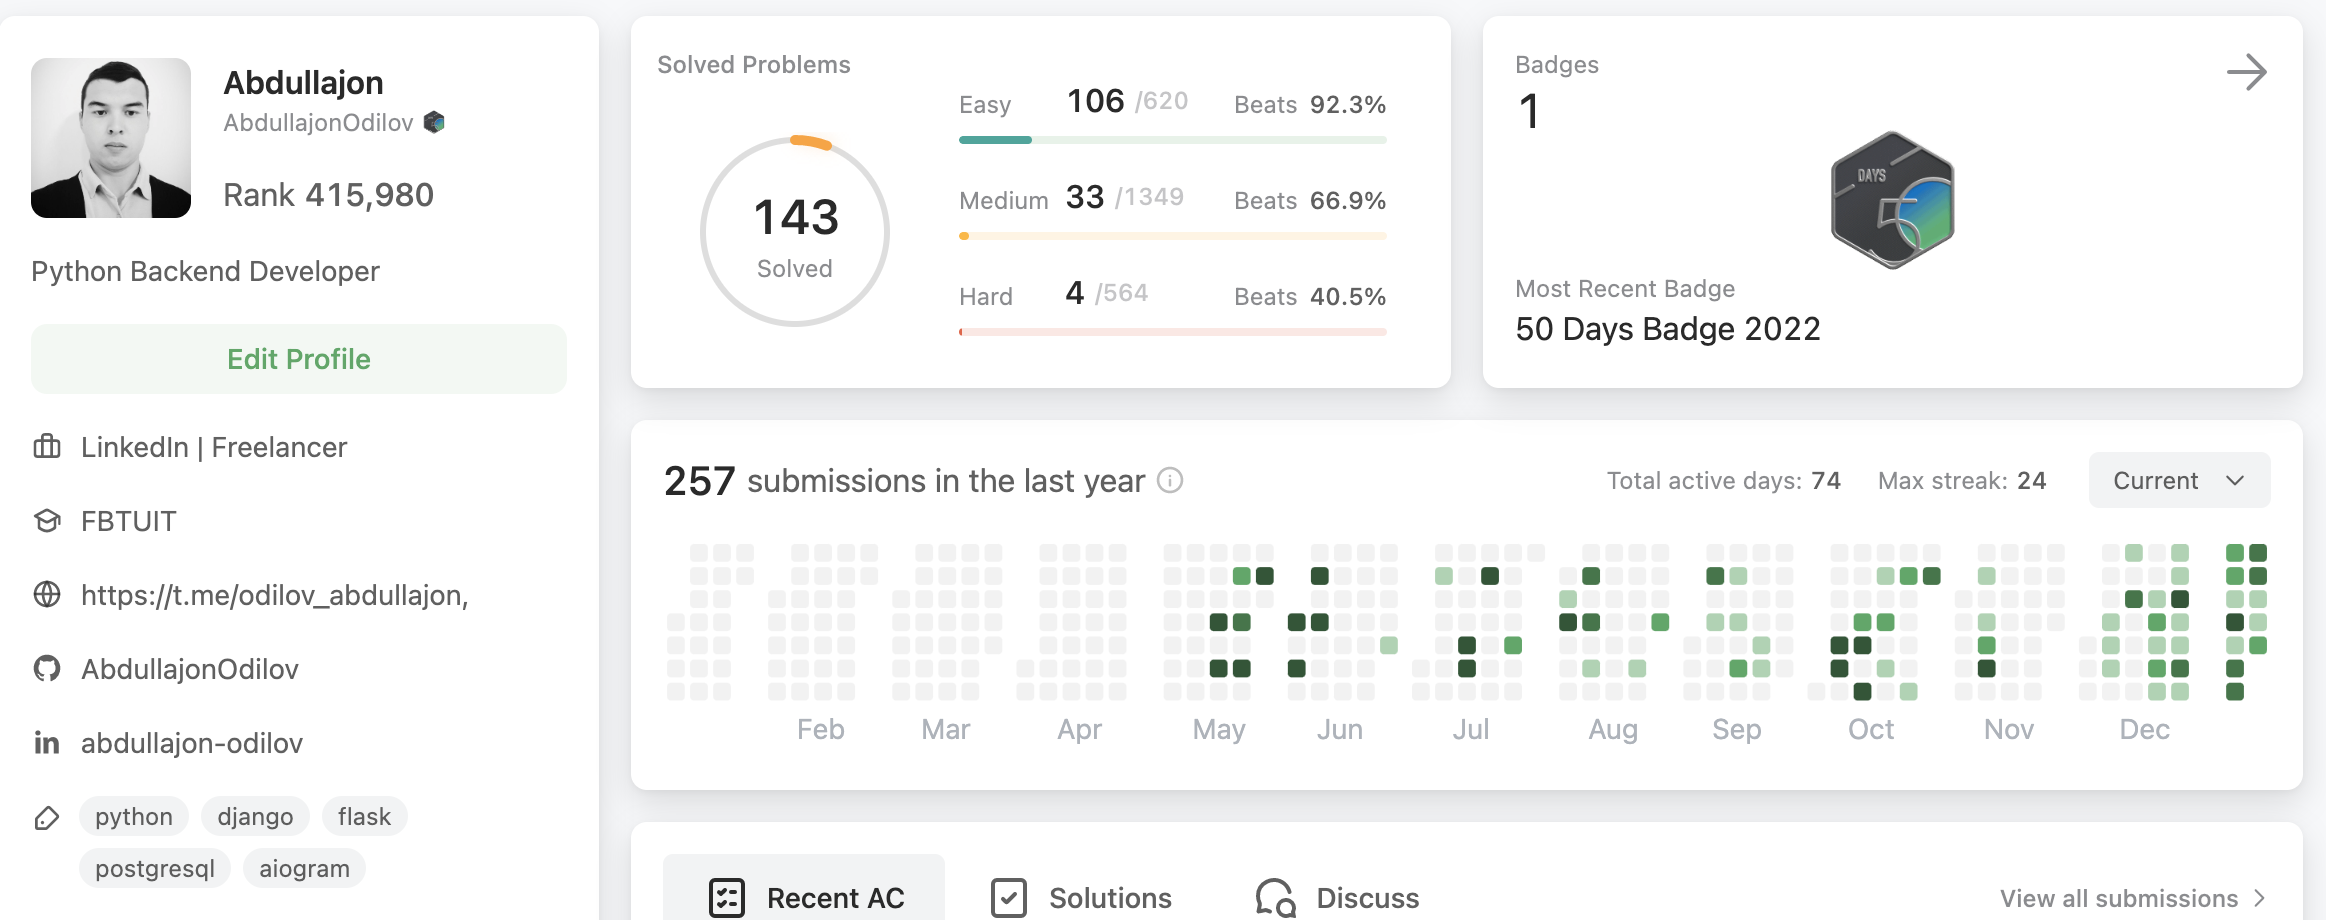 Abdullajon
AbdullajonOdilov
Rank 415,980
Python Backend Developer
Edit Profile
LinkedIn | Freelancer
FBTUIT
https://t.me/odilov_abdullajon,
AbdullajonOdilov
abdullajon-odilov
python django flask
postgresql aiogram
Solved Problems
143
Solved
Easy 106 /620 Beats 92.3%
Medium 33 /1349 Beats 66.9%
Hard 4 /564 Beats 40.5%
Badges
1
DAYS
50
Most Recent Badge
50 Days Badge 2022
257 submissions in the last year
Total active days: 74 Max streak: 24 Current
Feb Mar Apr May Jun Jul Aug Sep Oct Nov Dec
Recent AC Solutions Discuss View all submissions